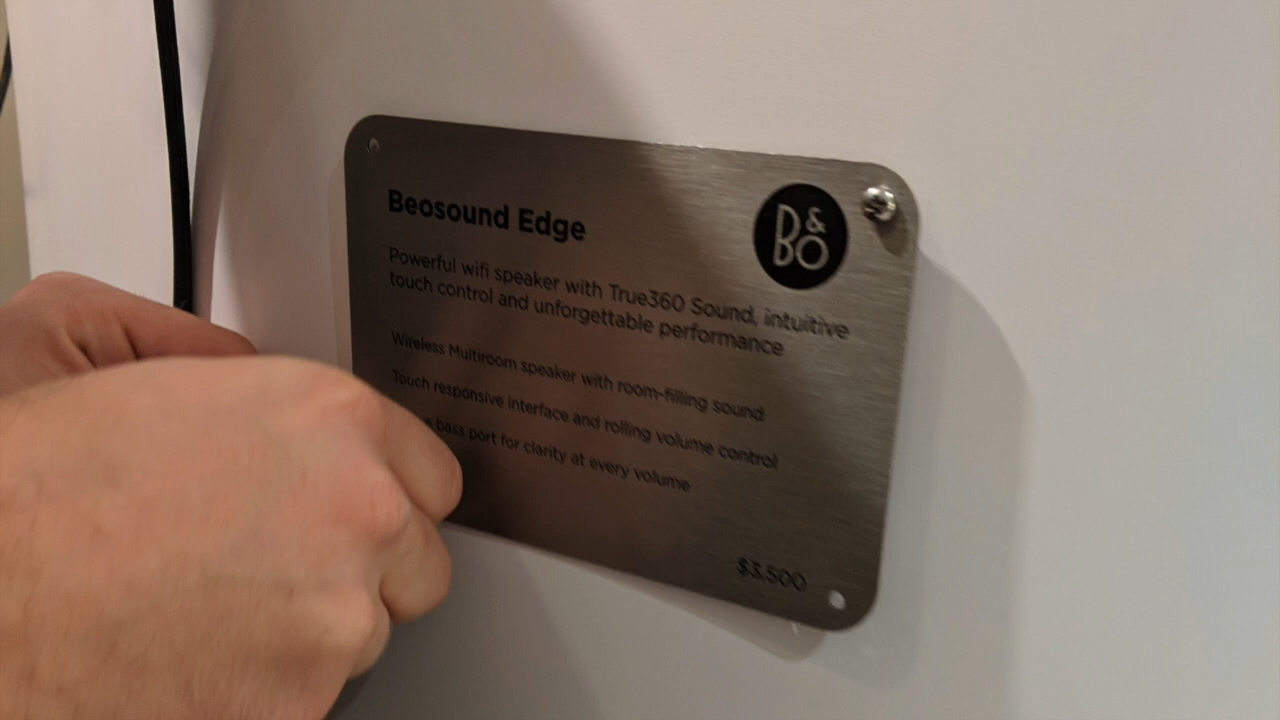 Beosound Edge
B&O
Powerful wifi speaker with True360 Sound, intuitive
touch control and unforgettable performance
Wireless Multiroom speaker with room-filling sound
Touch responsive interface and rolling volume control
bass port for clarity at every volume
$3,500